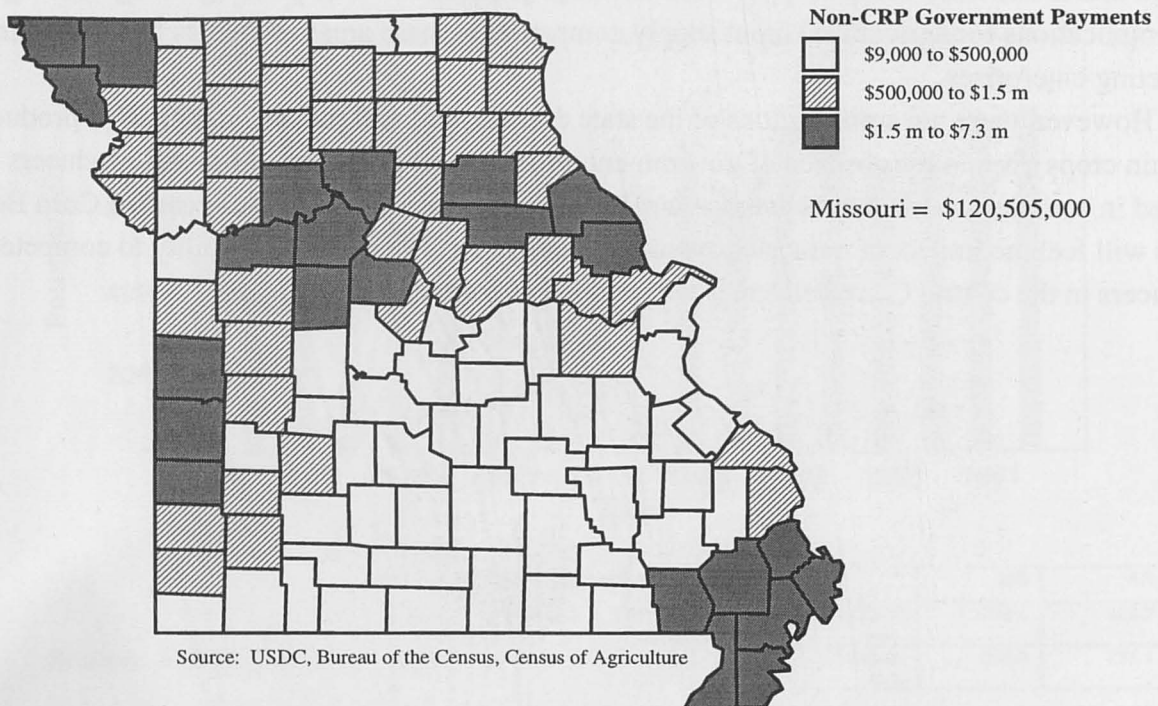 Non-CRP Government Payments
$9,000 to $500,000
$500,000 to $1.5 m
$1.5 m to $7.3 m
Missouri = $120,505,000
Source: USDC, Bureau of the Census, Census of Agriculture